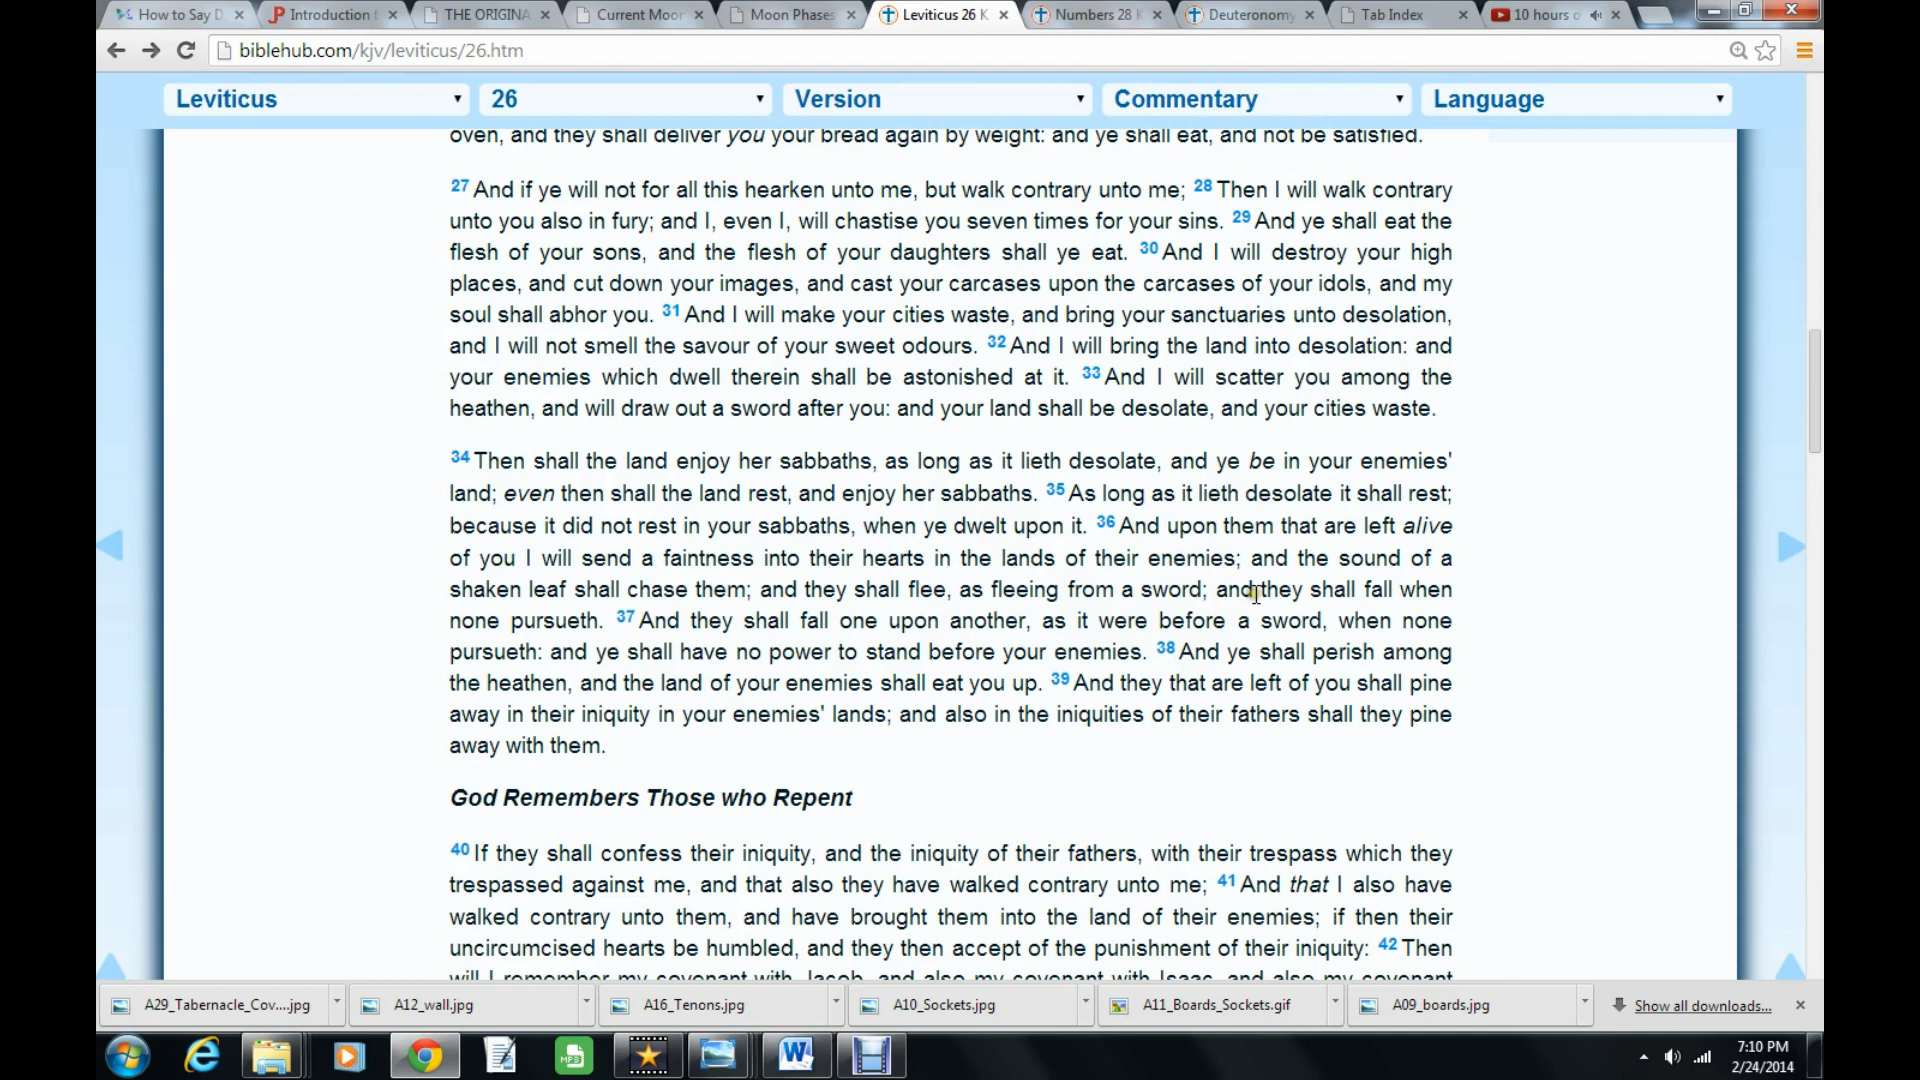 How to Say D
Introduction t
THE ORIGINA
Current Moor
Moon Phases
Leviticus 26 K
Numbers 28 K
Deuteronomy
Tab Index
10 hours o
biblehub.com/kjv/leviticus/26.htm
Leviticus
26
Version
Commentary
Language
oven, and they shall deliver you your bread again by weight: and ye shall eat, and not be satisfied.
27 And if ye will not for all this hearken unto me, but walk contrary unto me; 28 Then I will walk contrary
unto you also in fury; and I, even I, will chastise you seven times for your sins. 29 And ye shall eat the
flesh of your sons, and the flesh of your daughters shall ye eat. 30 And I will destroy your high
places, and cut down your images, and cast your carcases upon the carcases of your idols, and my
soul shall abhor you. 31 And I will make your cities waste, and bring your sanctuaries unto desolation,
and I will not smell the savour of your sweet odours. 32 And I will bring the land into desolation: and
your enemies which dwell therein shall be astonished at it. 33 And I will scatter you among the
heathen, and will draw out a sword after you: and your land shall be desolate, and your cities waste.
34 Then shall the land enjoy her sabbaths, as long as it lieth desolate, and ye be in your enemies'
land; even then shall the land rest, and enjoy her sabbaths. 35 As long as it lieth desolate it shall rest;
because it did not rest in your sabbaths, when ye dwelt upon it. 36 And upon them that are left alive
of you I will send a faintness into their hearts in the lands of their enemies; and the sound of a
shaken leaf shall chase them; and they shall flee, as fleeing from a sword; and they shall fall when
none pursueth. 37 And they shall fall one upon another, as it were before a sword, when none
pursueth: and ye shall have no power to stand before your enemies. 38 And ye shall perish among
the heathen, and the land of your enemies shall eat you up. 39 And they that are left of you shall pine
away in their iniquity in your enemies' lands; and also in the iniquities of their fathers shall they pine
away with them.
God Remembers Those who Repent
40 If they shall confess their iniquity, and the iniquity of their fathers, with their trespass which they
trespassed against me, and that also they have walked contrary unto me; 41 And that I also have
walked contrary unto them, and have brought them into the land of their enemies; if then their
uncircumcised hearts be humbled, and they then accept of the punishment of their iniquity: 42 Then
will I remember my covenant with Jacob, and also my covenant with Isaac, and also my covenant
A29_Tabernacle_Cov....jpg
A12_wall.jpg
A16_Tenons.jpg
A10_Sockets.jpg
A11_Boards_Sockets.gif
A09_boards.jpg
Show all downloads...
MP3
7:10 PM
2/24/2014